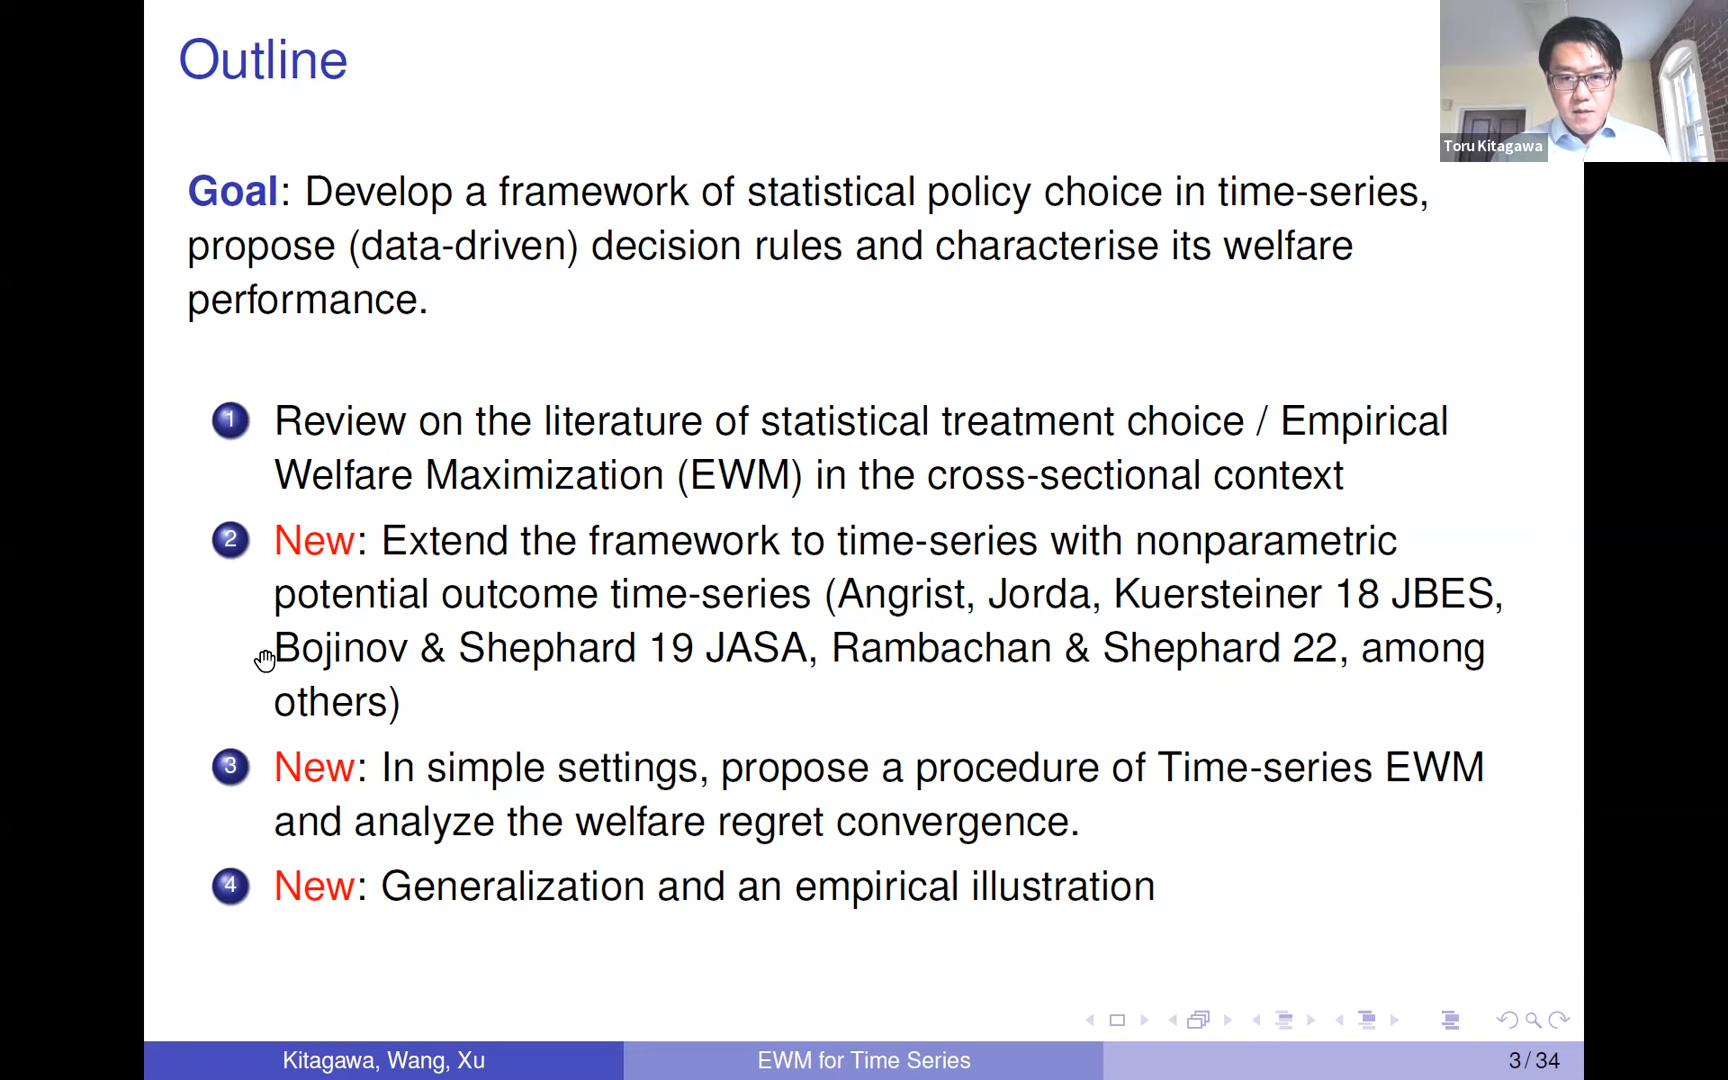 Outline
Toru Kitagawa
Goal: Develop a framework of statistical policy choice in time-series,
propose (data-driven) decision rules and characterise its welfare
performance.
1 Review on the literature of statistical treatment choice / Empirical
Welfare Maximization (EWM) in the cross-sectional context
2 New: Extend the framework to time-series with nonparametric
potential outcome time-series (Angrist, Jorda, Kuersteiner 18 JBES,
Bojinov & Shephard 19 JASA, Rambachan & Shephard 22, among
others)
3 New: In simple settings, propose a procedure of Time-series EWM
and analyze the welfare regret convergence.
4 New: Generalization and an empirical illustration
Kitagawa, Wang, Xu
EWM for Time Series
3 / 34